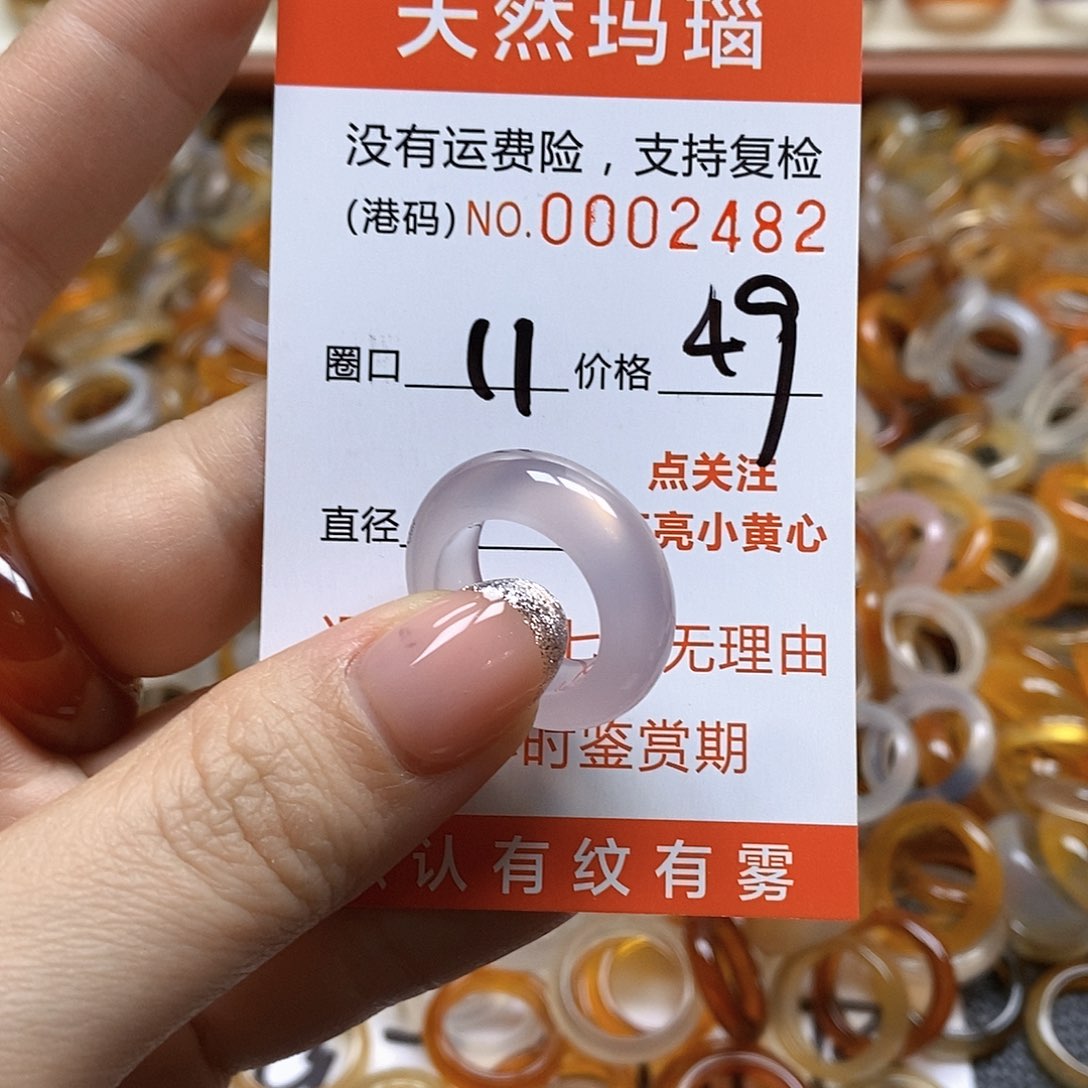 天然玛瑙
没有运费险，支持复检
(港码) NO.0002482
圈口 11 价格 49
点关注
直径 亮小黄心
七 无理由
时鉴赏期
认有纹有雾